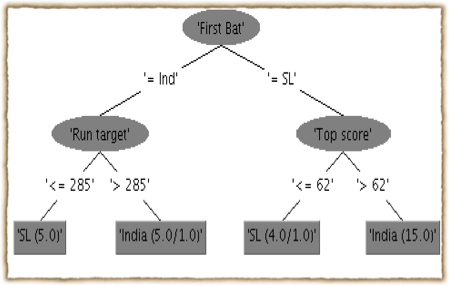 'First Bat'
'= Ind' '= SL'
'Run target' 'Top score'
'<= 285' '> 285' '<= 62' '> 62'
'SL (5.0)' 'India (5.0/1.0)' 'SL (4.0/1.0)' 'India (15.0)'